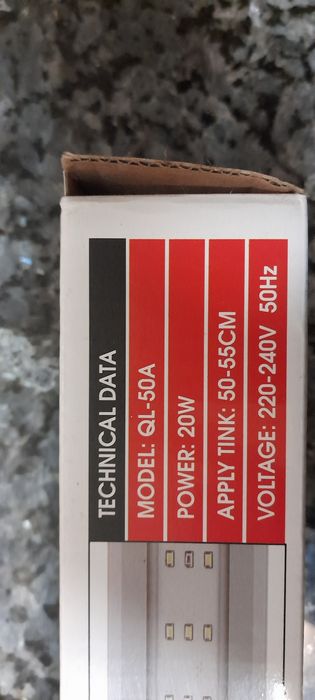 TECHNICAL DATA
MODEL: QL-50A
POWER: 20W
APPLY TINK: 50-55CM
VOLTAGE: 220-240V 50Hz